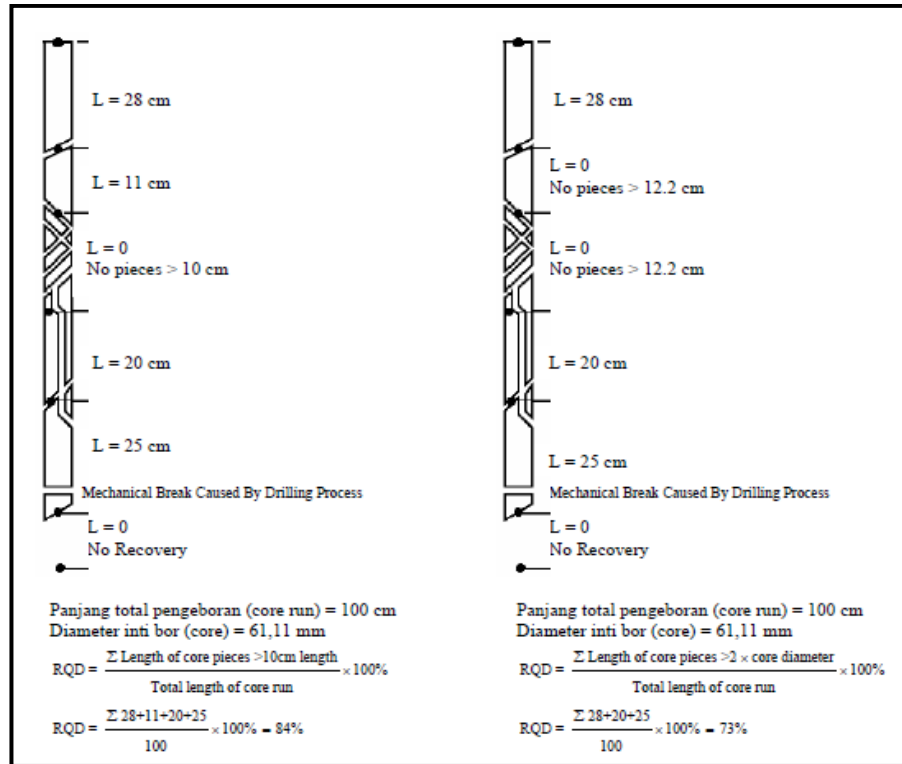 L = 28 cm
L = 11 cm
L = 0
No pieces > 10 cm
L = 20 cm
L = 25 cm
Mechanical Break Caused By Drilling Process
L = 0
No Recovery
Panjang total pengeboran (core run) = 100 cm
Diameter inti bor (core) = 61,11 mm
RQD = Σ Length of core pieces >10cm length / Total length of core run × 100%
RQD = Σ 28+11+20+25 / 100 × 100% = 84%
L = 28 cm
L = 0
No pieces > 12.2 cm
L = 0
No pieces > 12.2 cm
L = 20 cm
L = 25 cm
Mechanical Break Caused By Drilling Process
L = 0
No Recovery
Panjang total pengeboran (core run) = 100 cm
Diameter inti bor (core) = 61,11 mm
RQD = Σ Length of core pieces >2 × core diameter / Total length of core run × 100%
RQD = Σ 28+20+25 / 100 × 100% = 73%